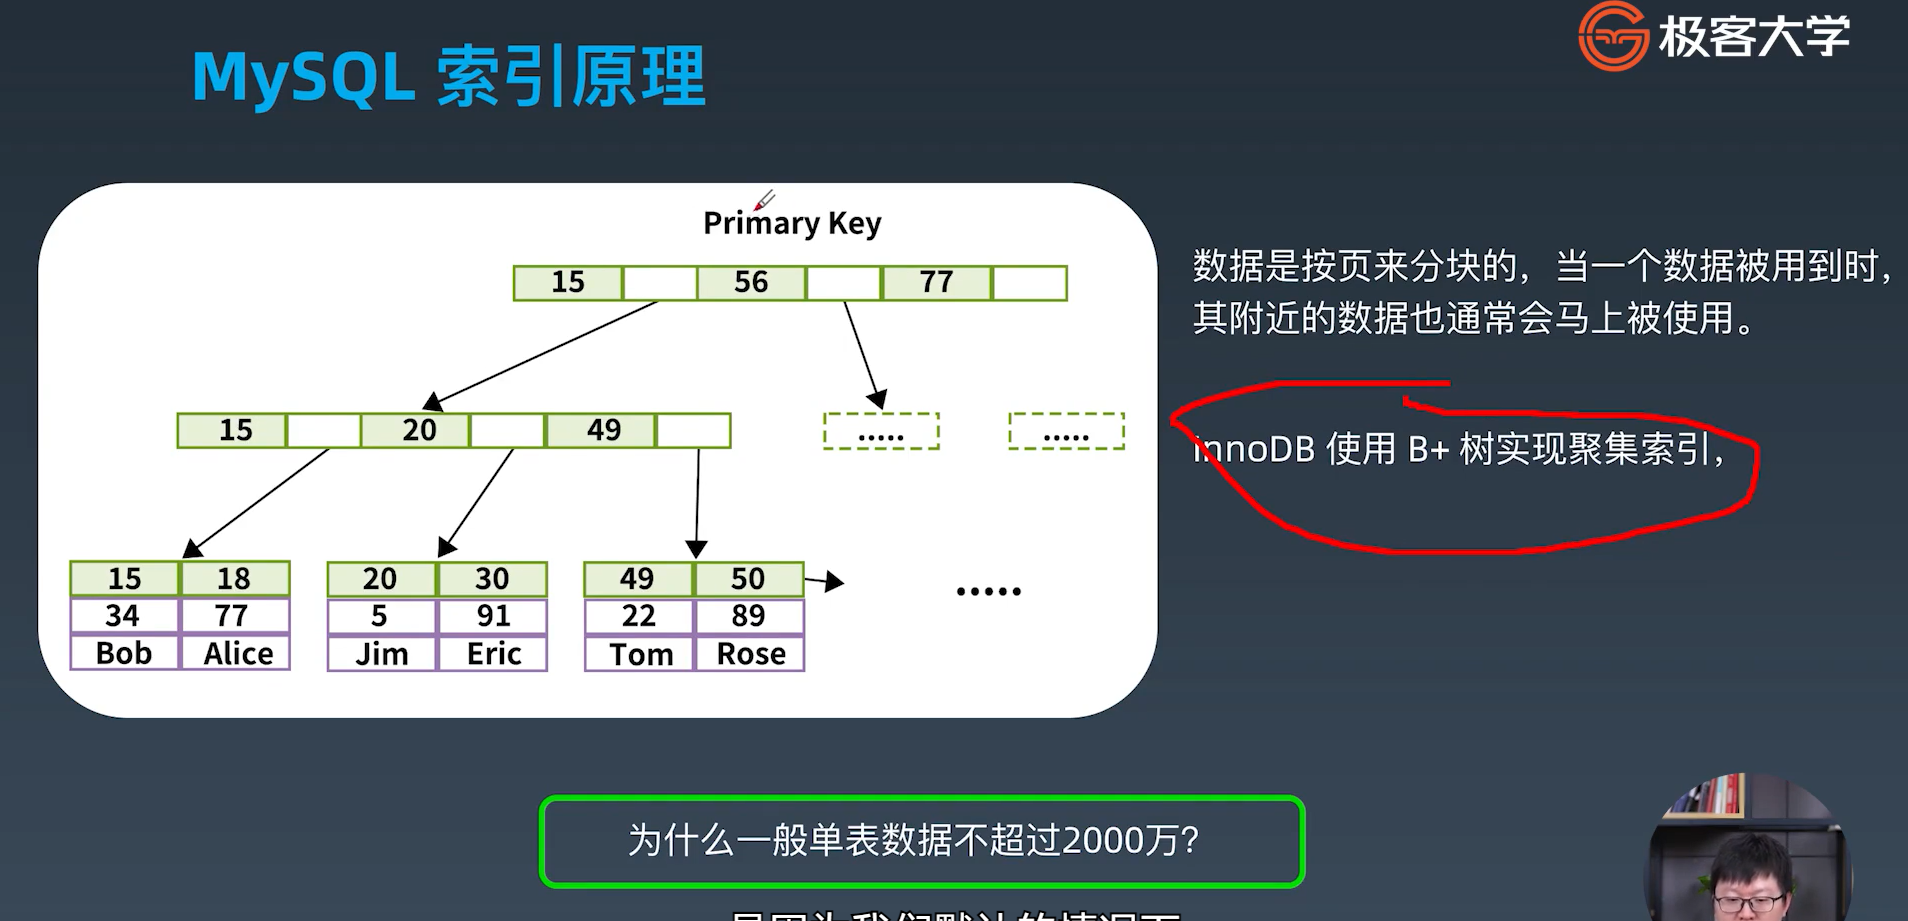 MySQL 索引原理
极客大学
Primary Key
15 56 77
数据是按页来分块的，当一个数据被用到时，
其附近的数据也通常会马上被使用。
15 20 49
.....
.....
innoDB 使用 B+ 树实现聚集索引，
15 18
34 77
Bob Alice
20 30
5 91
Jim Eric
49 50
22 89
Tom Rose
.....
为什么一般单表数据不超过2000万？